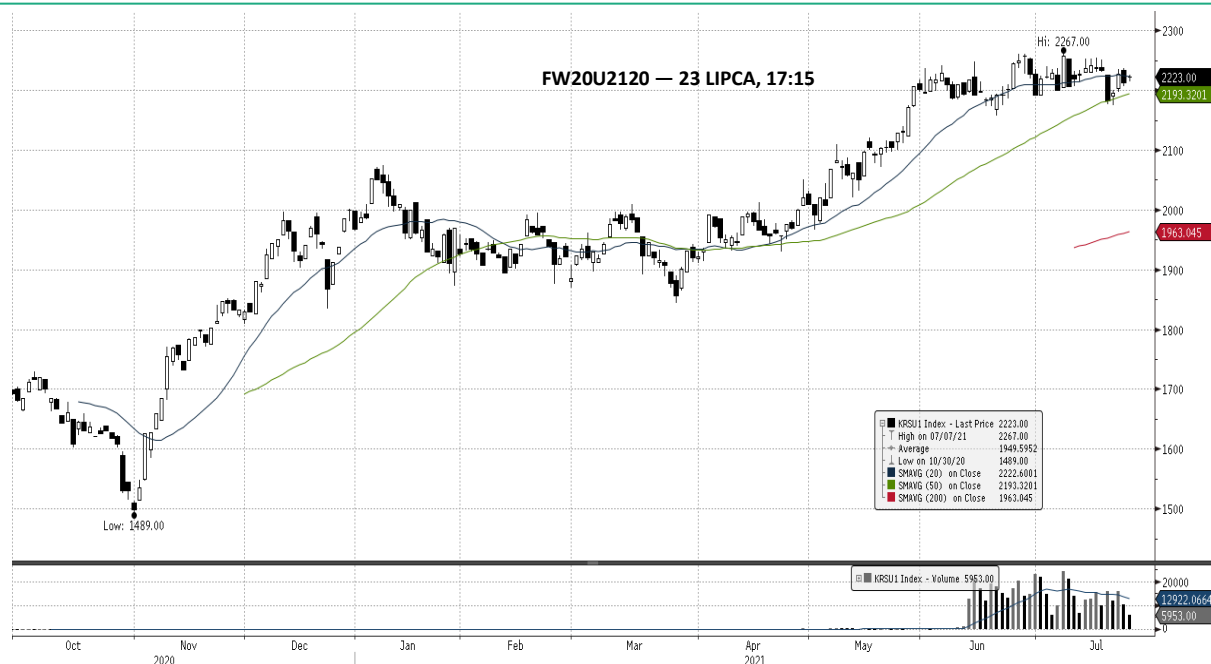 FW20U2120 — 23 LIPCA, 17:15
Hi: 2267.00
Low: 1489.00
2300
2223.00
2193.3201
2100
2000
1963.045
1900
1800
1700
1600
1500
KRSU1 Index - Last Price 2223.00
High on 07/07/21 2267.00
Average 1949.5952
Low on 10/30/20 1489.00
SMAVG (20) on Close 2222.6001
SMAVG (50) on Close 2193.3201
SMAVG (200) on Close 1963.045
KRSU1 Index - Volume 5953.00
20000
12922.0664
5953.00
0
Oct Nov Dec Jan Feb Mar Apr May Jun Jul
2020 2021